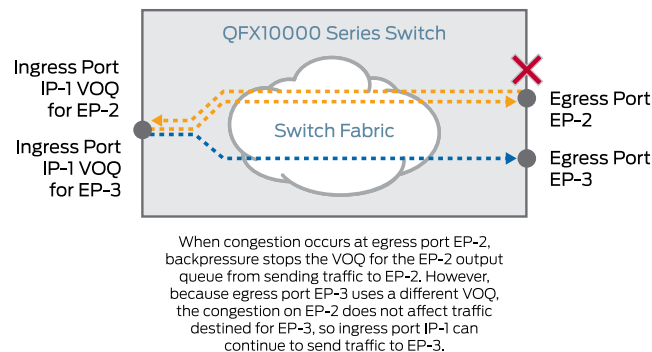 QFX10000 Series Switch
Ingress Port
IP-1 VOQ
for EP-2
Ingress Port
IP-1 VOQ
for EP-3
Switch Fabric
Egress Port
EP-2
Egress Port
EP-3
When congestion occurs at egress port EP-2,
backpressure stops the VOQ for the EP-2 output
queue from sending traffic to EP-2. However,
because egress port EP-3 uses a different VOQ,
the congestion on EP-2 does not affect traffic
destined for EP-3, so ingress port IP-1 can
continue to send traffic to EP-3.